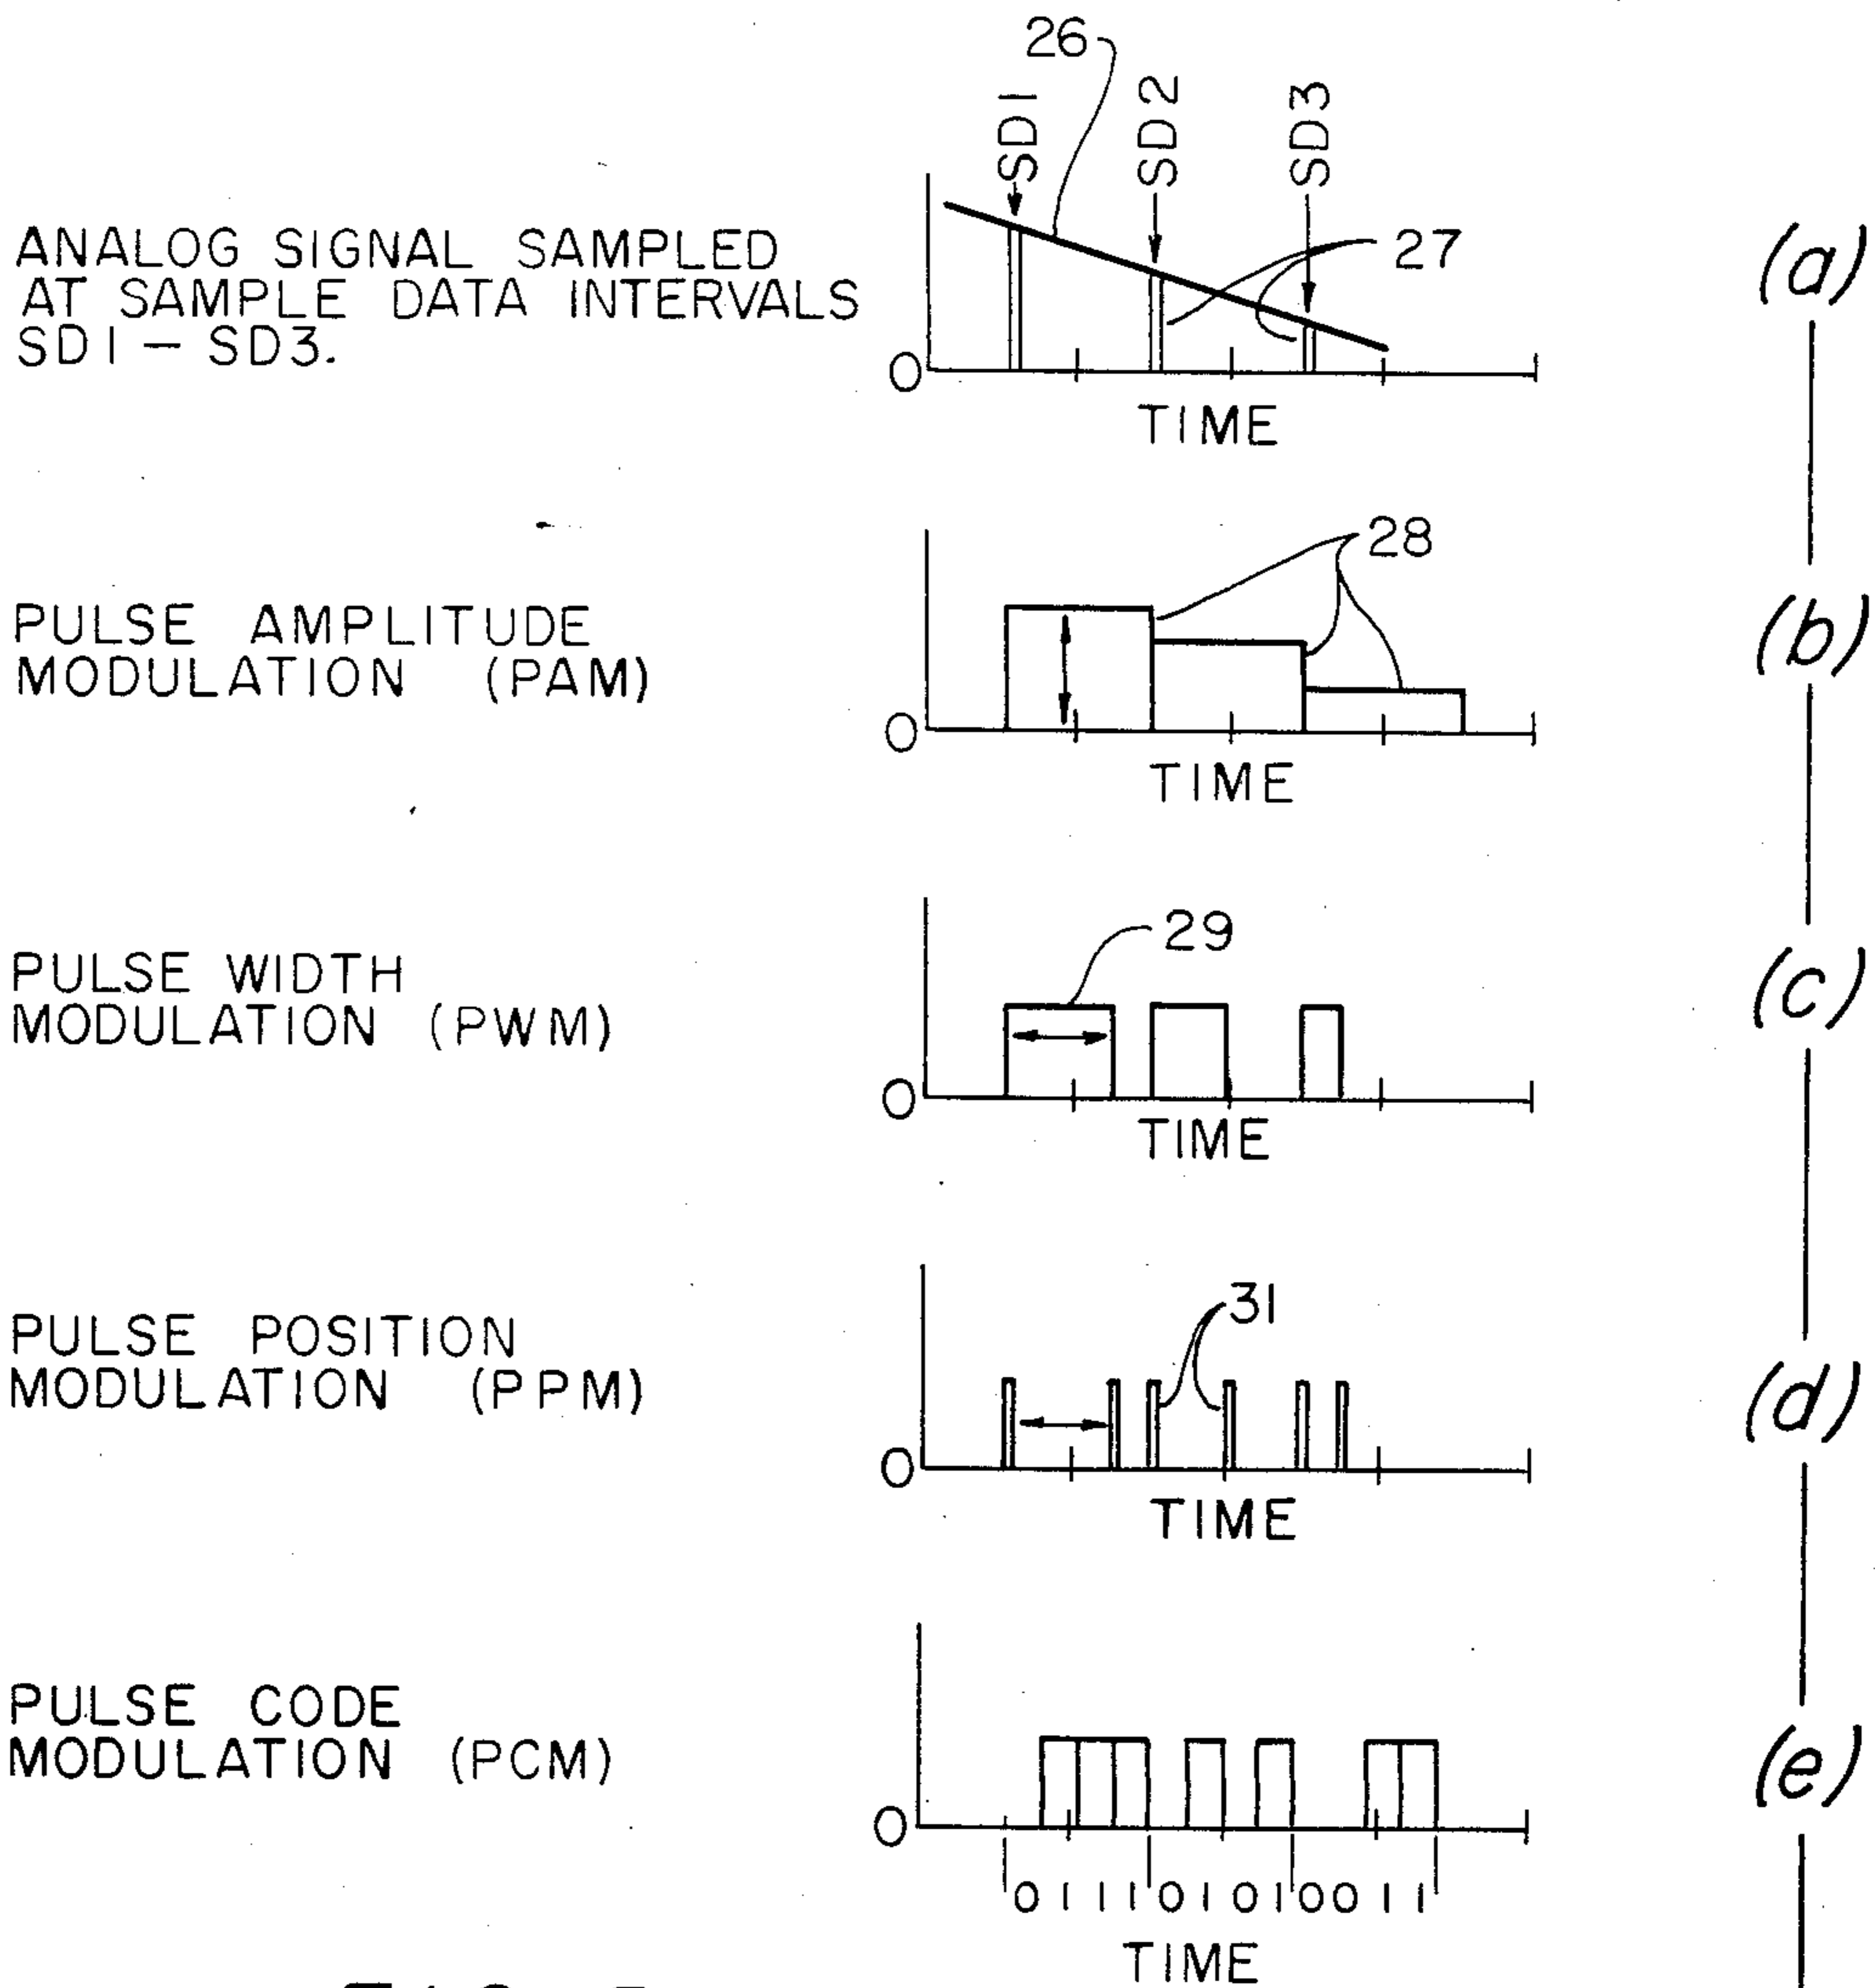 26
SD1
SD2
SD3
27
ANALOG SIGNAL SAMPLED
AT SAMPLE DATA INTERVALS
SD1 – SD3.
0
TIME
(a)
28
PULSE AMPLITUDE
MODULATION (PAM)
0
TIME
(b)
29
PULSE WIDTH
MODULATION (PWM)
0
TIME
(c)
31
PULSE POSITION
MODULATION (PPM)
0
TIME
(d)
PULSE CODE
MODULATION (PCM)
0
0111 0101 0011
TIME
(e)